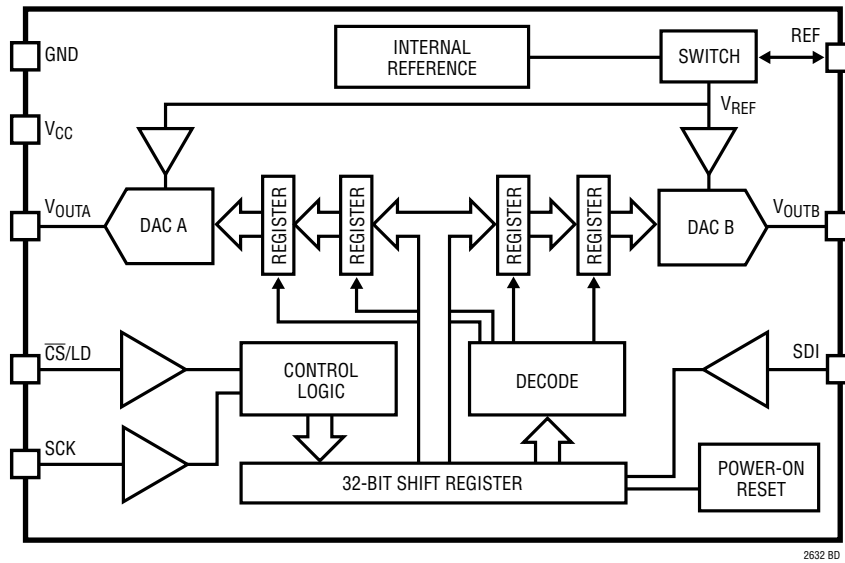 GND
INTERNAL
REFERENCE
SWITCH
REF
VCC
VREF
VOUTA
DAC A
REGISTER
REGISTER
REGISTER
REGISTER
DAC B
VOUTB
CS/LD
CONTROL
LOGIC
DECODE
SDI
SCK
32-BIT SHIFT REGISTER
POWER-ON
RESET
2632 BD